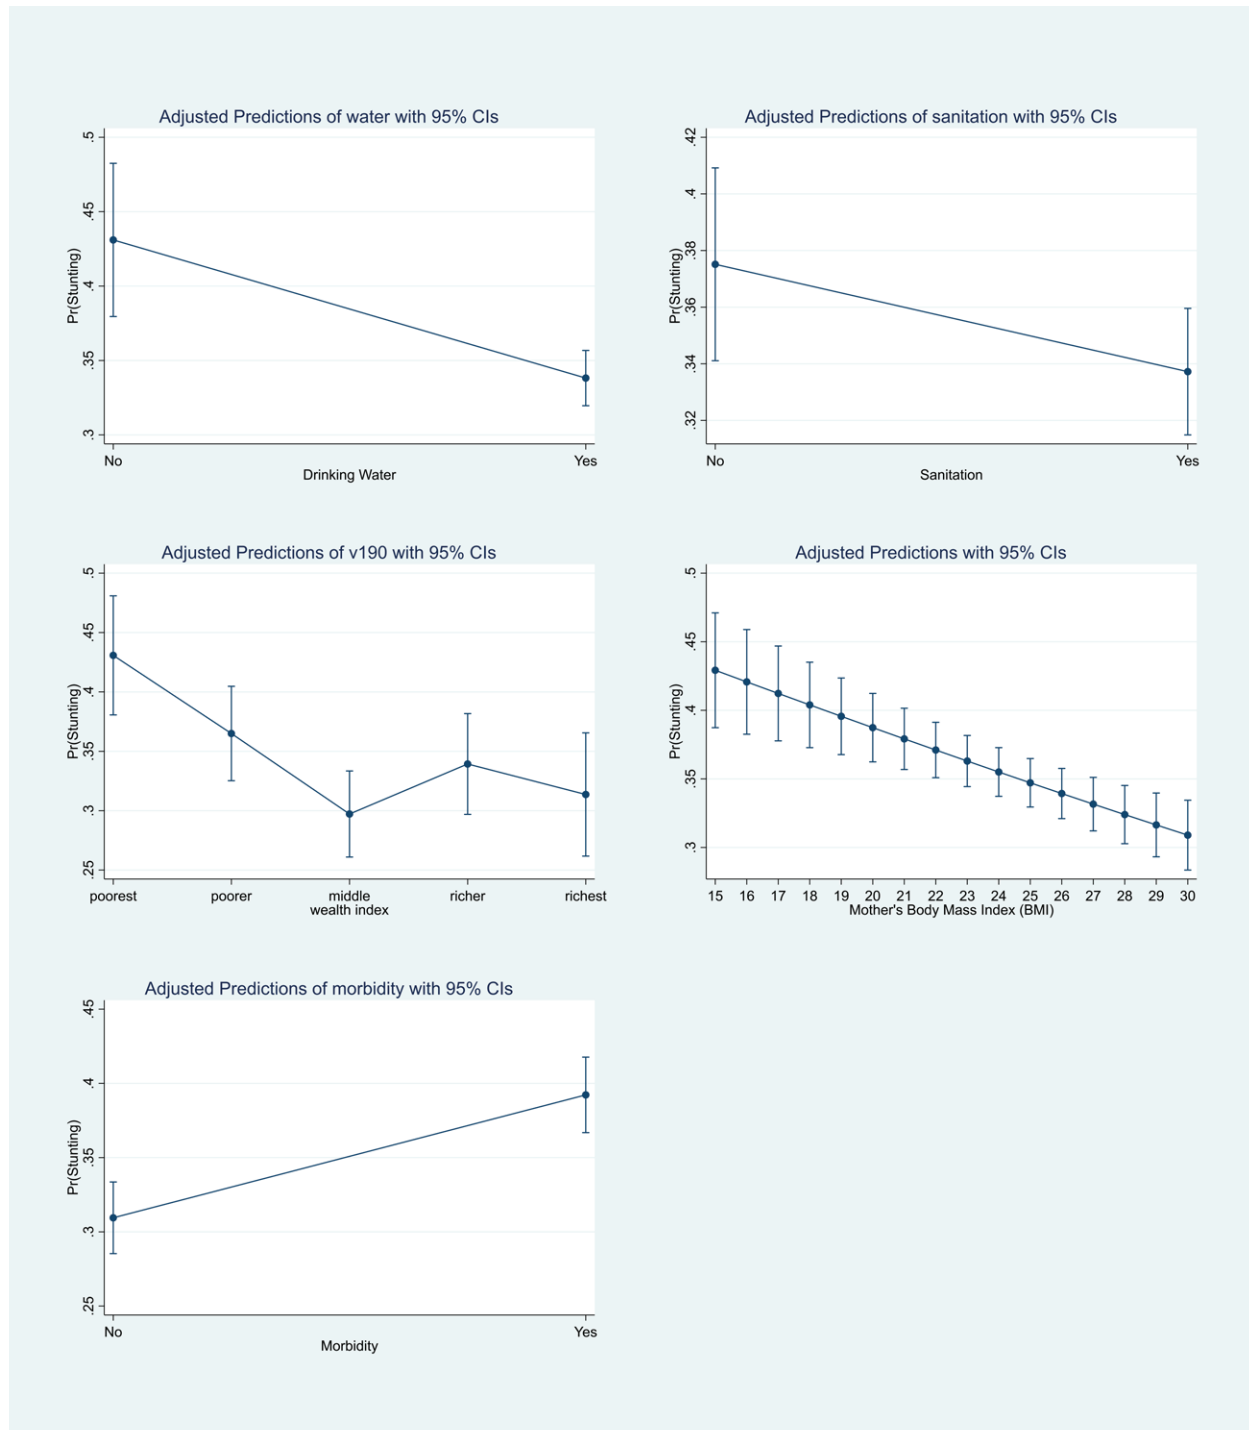 Adjusted Predictions of water with 95% CIs
.5
.45
.4
.35
.3
Pr(Stunting)
No
Yes
Drinking Water
Adjusted Predictions of sanitation with 95% CIs
.42
.4
.38
.36
.34
.32
Pr(Stunting)
No
Yes
Sanitation
Adjusted Predictions of v190 with 95% CIs
.5
.45
.4
.35
.3
.25
Pr(Stunting)
poorest poorer middle richer richest
wealth index
Adjusted Predictions with 95% CIs
.5
.45
.4
.35
.3
Pr(Stunting)
15 16 17 18 19 20 21 22 23 24 25 26 27 28 29 30
Mother's Body Mass Index (BMI)
Adjusted Predictions of morbidity with 95% CIs
.45
.4
.35
.3
.25
Pr(Stunting)
No
Yes
Morbidity